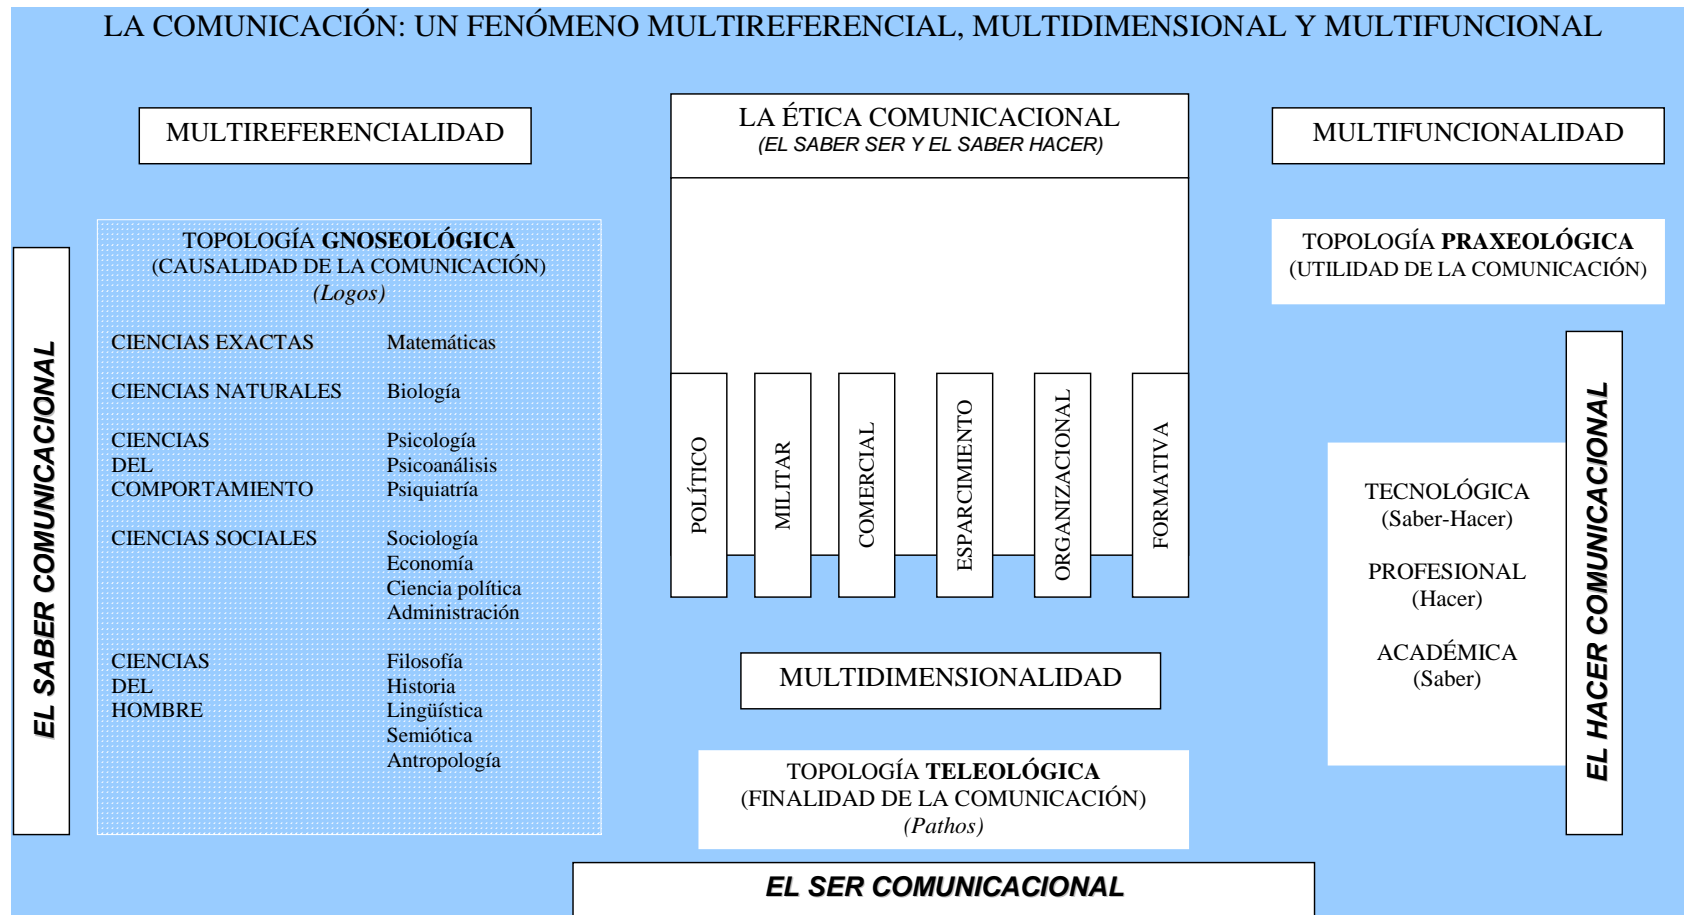 LA COMUNICACIÓN: UN FENÓMENO MULTIREFERENCIAL, MULTIDIMENSIONAL Y MULTIFUNCIONAL
MULTIREFERENCIALIDAD
EL SABER COMUNICACIONAL
TOPOLOGÍA GNOSEOLÓGICA
(CAUSALIDAD DE LA COMUNICACIÓN)
(Logos)
CIENCIAS EXACTAS Matemáticas
CIENCIAS NATURALES Biología
CIENCIAS Psicología
DEL Psicoanálisis
COMPORTAMIENTO Psiquiatría
CIENCIAS SOCIALES Sociología
Economía
Ciencia política
Administración
CIENCIAS Filosofía
DEL Historia
HOMBRE Lingüística
Semiótica
Antropología
LA ÉTICA COMUNICACIONAL
(EL SABER SER Y EL SABER HACER)
POLÍTICO
MILITAR
COMERCIAL
ESPARCIMIENTO
ORGANIZACIONAL
FORMATIVA
MULTIDIMENSIONALIDAD
TOPOLOGÍA TELEOLÓGICA
(FINALIDAD DE LA COMUNICACIÓN)
(Pathos)
EL SER COMUNICACIONAL
MULTIFUNCIONALIDAD
TOPOLOGÍA PRAXEOLÓGICA
(UTILIDAD DE LA COMUNICACIÓN)
TECNOLÓGICA
(Saber-Hacer)
PROFESIONAL
(Hacer)
ACADÉMICA
(Saber)
EL HACER COMUNICACIONAL